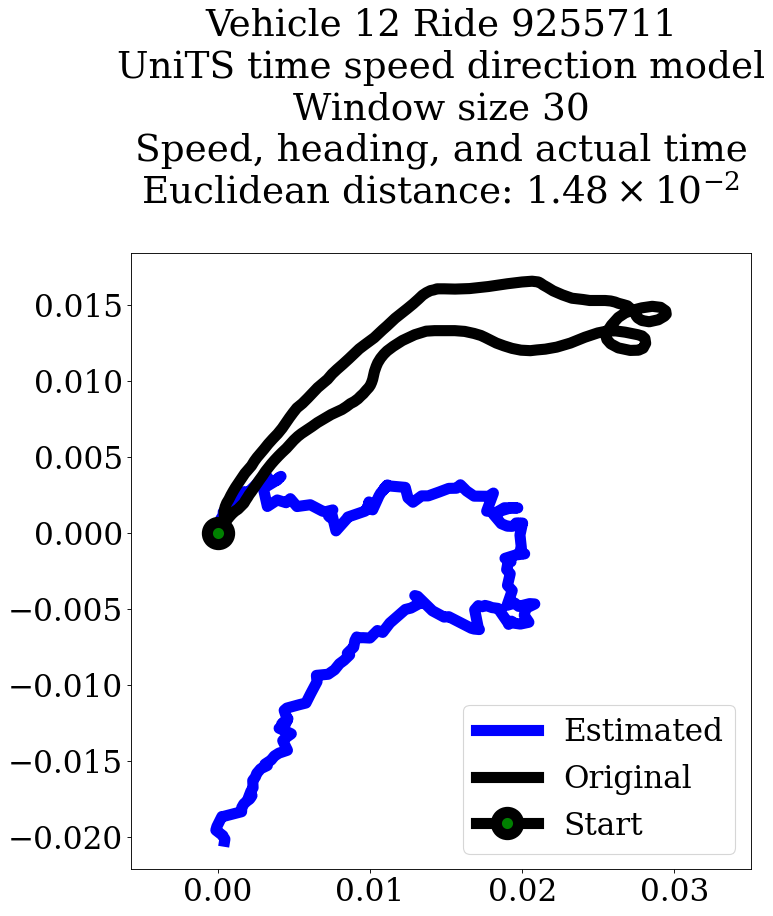 Vehicle 12 Ride 9255711
UniTS time speed direction model
Window size 30
Speed, heading, and actual time
Euclidean distance: 1.48 × 10⁻²
0.015
0.010
0.005
0.000
−0.005
−0.010
−0.015
−0.020
0.00 0.01 0.02 0.03
Estimated
Original
Start